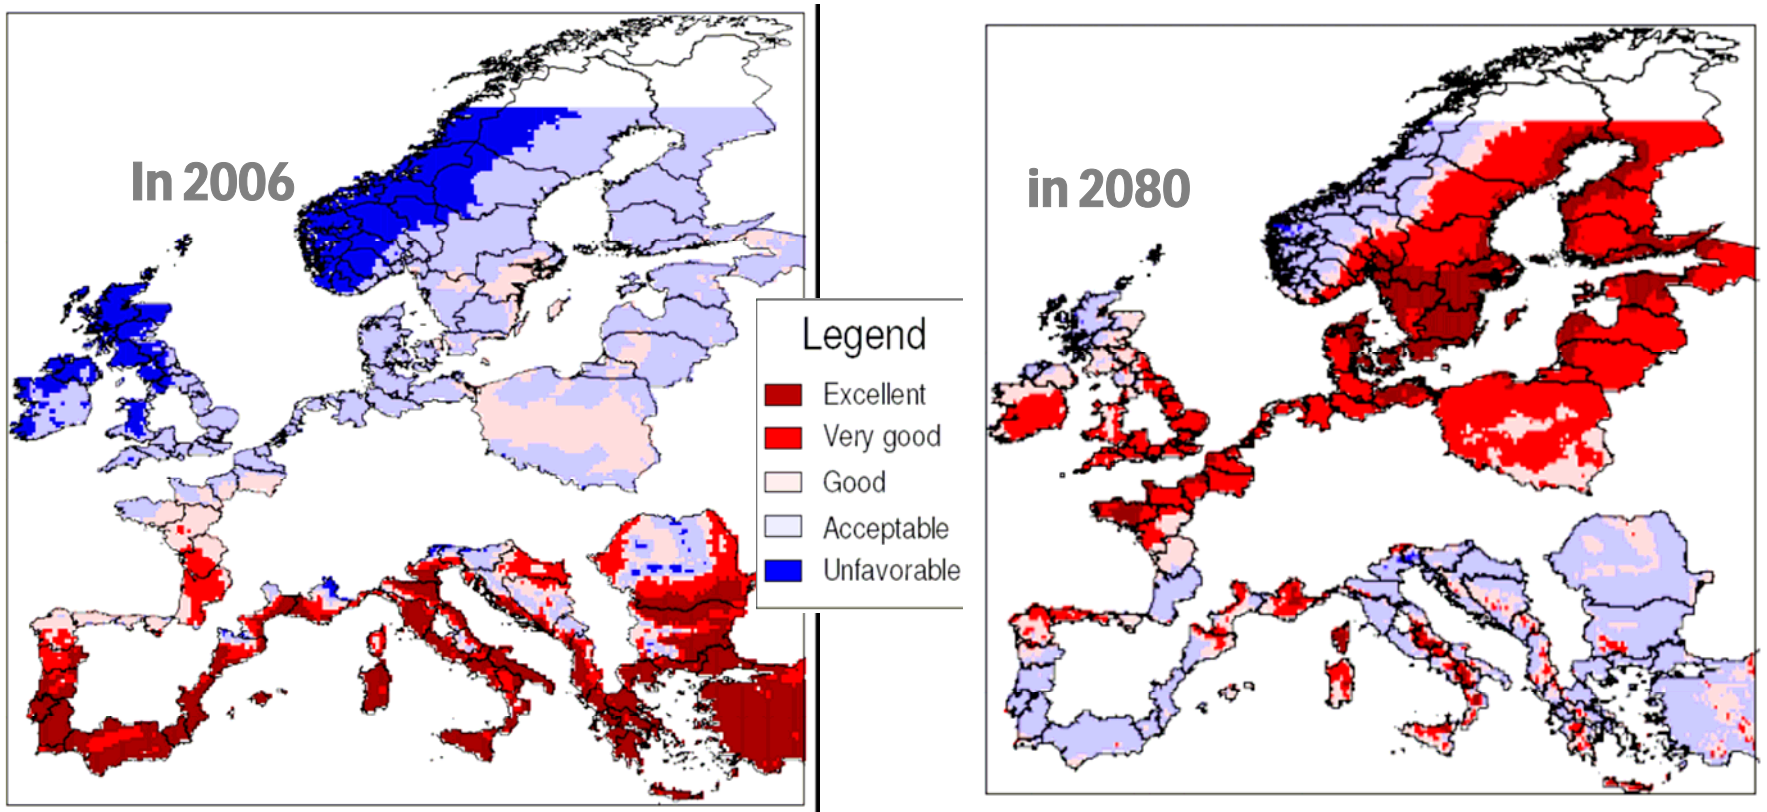 In 2006
in 2080
Legend
Excellent
Very good
Good
Acceptable
Unfavorable